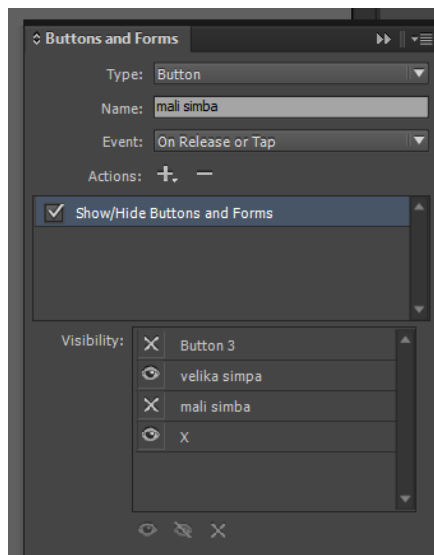 Buttons and Forms
Type: Button
Name: mali simba
Event: On Release or Tap
Actions:
Show/Hide Buttons and Forms
Visibility: Button 3
velika simpa
mali simba
X